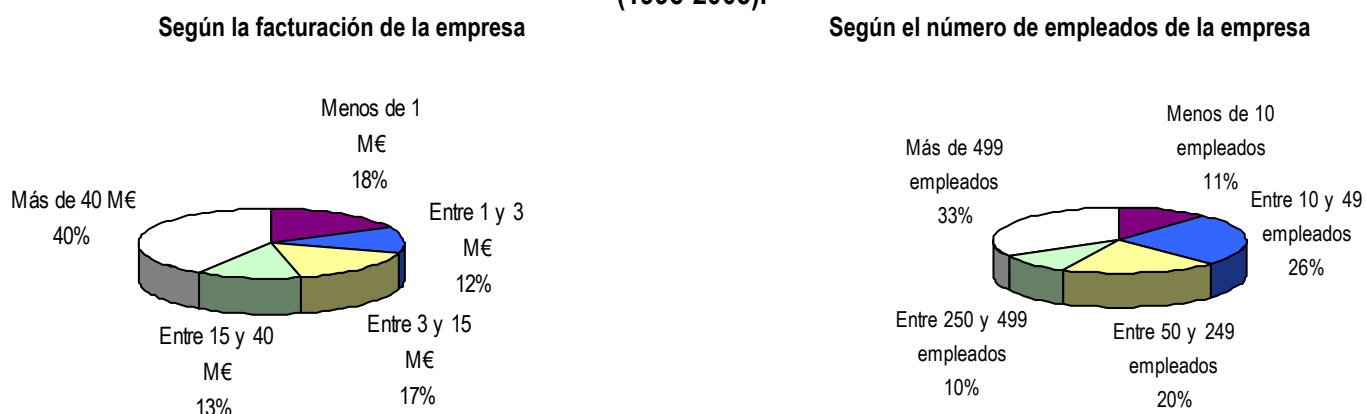 Según la facturación de la empresa
Menos de 1
M€
18%
Más de 40 M€
40%
Entre 1 y 3
M€
12%
Entre 15 y 40
M€
13%
Entre 3 y 15
M€
17%
Según el número de empleados de la empresa
Menos de 10
empleados
11%
Más de 499
empleados
33%
Entre 10 y 49
empleados
26%
Entre 250 y 499
empleados
10%
Entre 50 y 249
empleados
20%